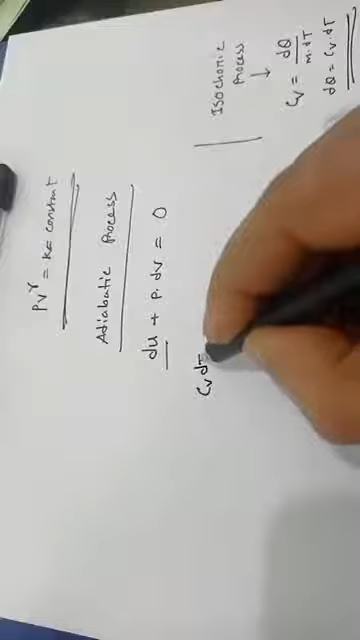 PV^γ = K = constant
Adiabatic Process
du + P.dv = 0
Cv dT
Isochoric
Process
↓
Cv = dQ / m.dT
dQ = Cv dT